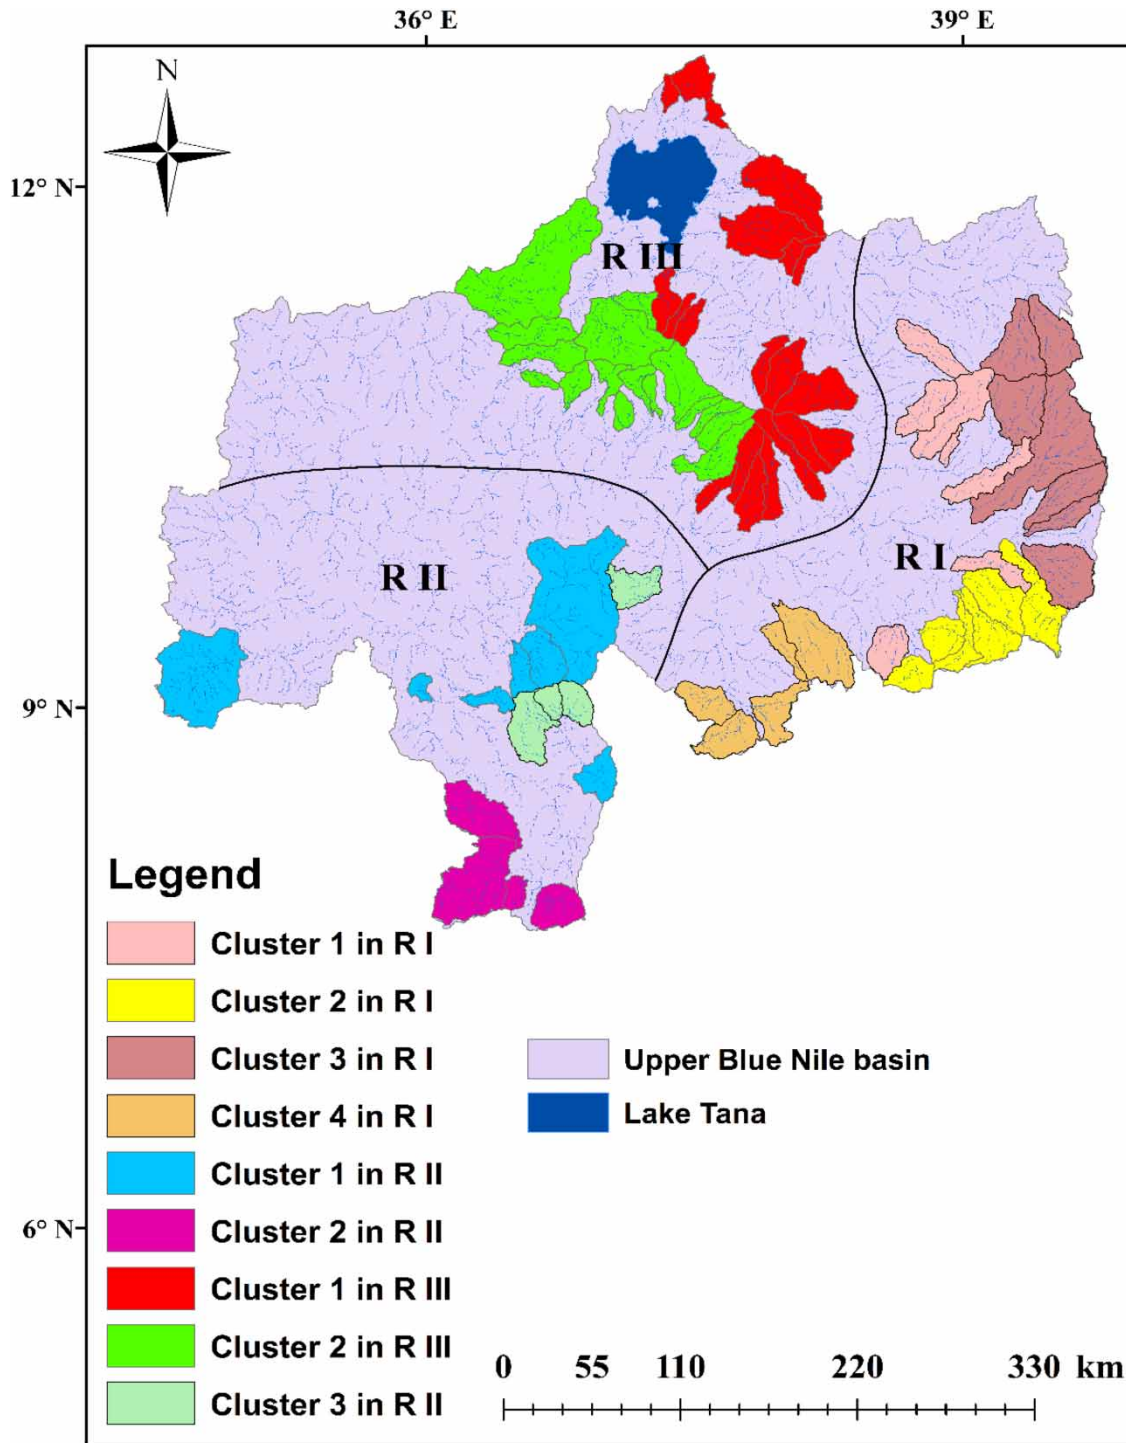 36° E
39° E
N
12° N
R III
R I
R II
9° N
Legend
Cluster 1 in R I
Cluster 2 in R I
Cluster 3 in R I
Upper Blue Nile basin
Cluster 4 in R I
Lake Tana
Cluster 1 in R II
6° N
Cluster 2 in R II
Cluster 1 in R III
Cluster 2 in R III
0 55 110 220 330 km
Cluster 3 in R II